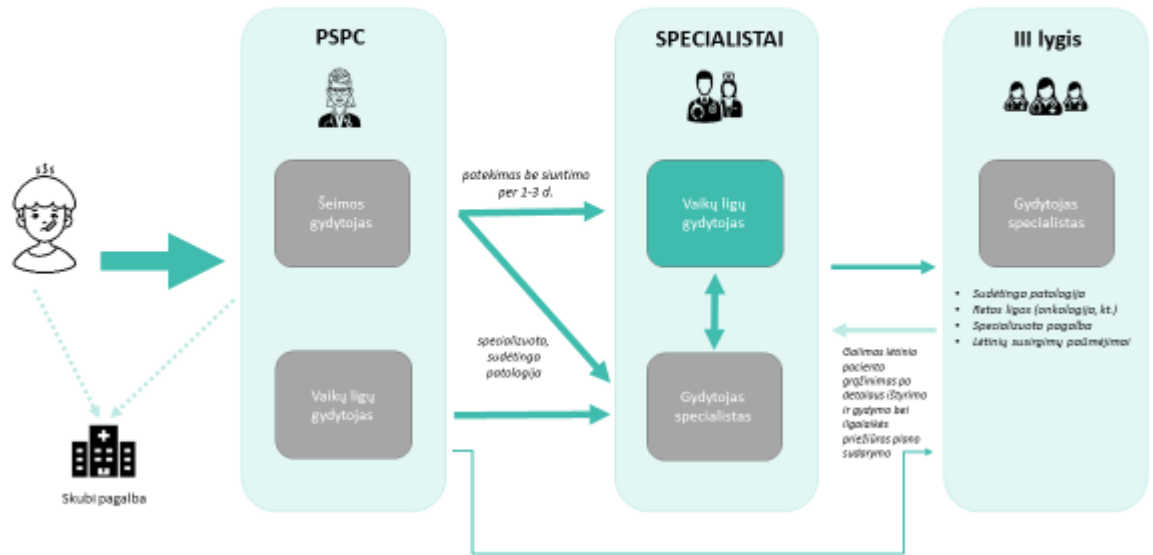 PSPC
Šeimos
gydytojas
Vaikų ligų
gydytojas
patekimas be siuntimo
per 1-3 d.
specializuota,
sudėtinga
patologija
SPECIALISTAI
Vaikų ligų
gydytojas
Gydytojas
specialistas
III lygis
Gydytojas
specialistas
▪ Sudėtinga patologija
▪ Retos ligos (onkologija, kt.)
▪ Specializuota pagalba
▪ Lėtinių susirgimų paūmėjimai
Galimas lėtinio
paciento
grąžinimas po
detalaus ištyrimo
ir gydymo bei
ilgalaikės
priežiūros plano
sudarymo
Skubi pagalba